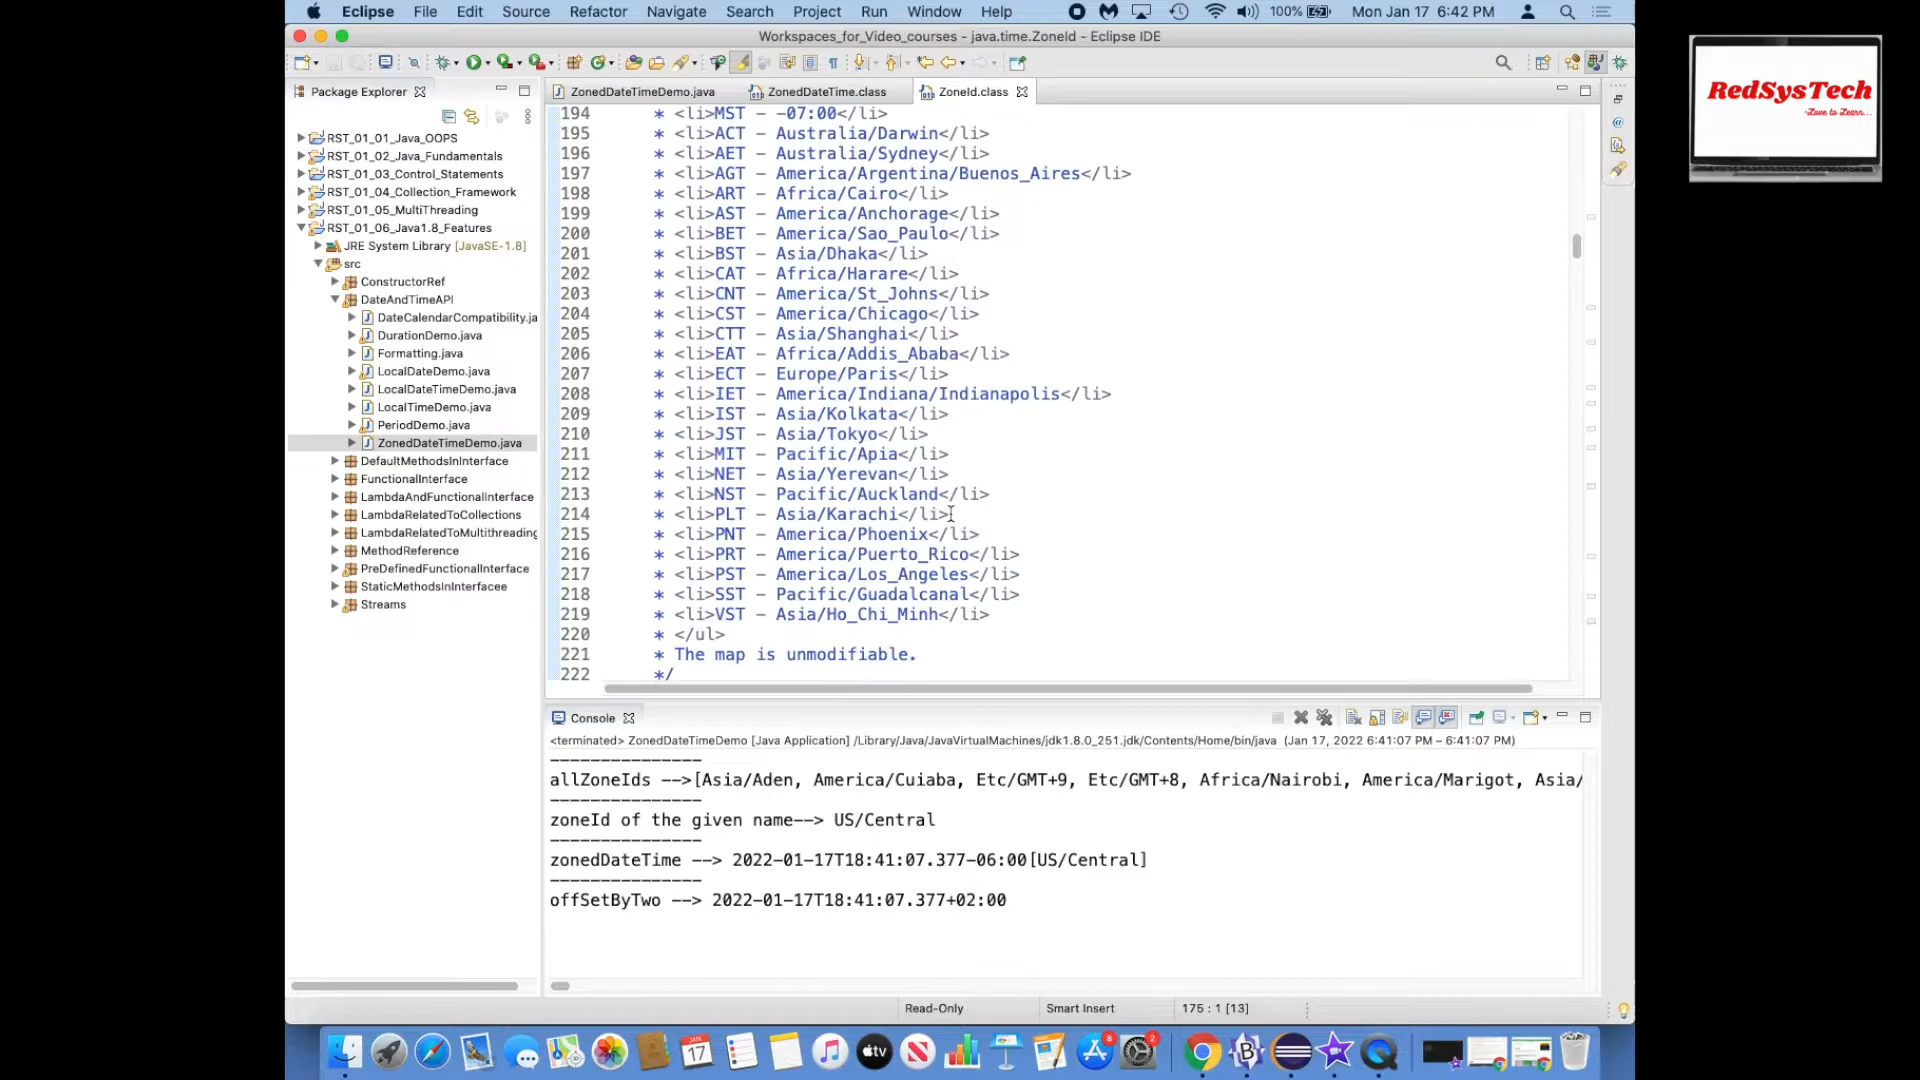 Eclipse File Edit Source Refactor Navigate Search Project Run Window Help 100% Mon Jan 17 6:42 PM
Workspaces_for_Video_courses - java.time.ZoneId - Eclipse IDE
RedSysTech
-Love to Learn...
Package Explorer
RST_01_01_Java_OOPS
RST_01_02_Java_Fundamentals
RST_01_03_Control_Statements
RST_01_04_Collection_Framework
RST_01_05_MultiThreading
RST_01_06_Java1.8_Features
JRE System Library [JavaSE-1.8]
src
ConstructorRef
DateAndTimeAPI
DateCalendarCompatibility.ja
DurationDemo.java
Formatting.java
LocalDateDemo.java
LocalDateTimeDemo.java
LocalTimeDemo.java
PeriodDemo.java
ZonedDateTimeDemo.java
DefaultMethodsInInterface
FunctionalInterface
LambdaAndFunctionalInterface
LambdaRelatedToCollections
LambdaRelatedToMultithreading
MethodReference
PreDefinedFunctionalInterface
StaticMethodsInInterfacee
Streams
ZonedDateTimeDemo.java ZonedDateTime.class ZoneId.class
194 * <li>MST - -07:00</li>
195 * <li>ACT - Australia/Darwin</li>
196 * <li>AET - Australia/Sydney</li>
197 * <li>AGT - America/Argentina/Buenos_Aires</li>
198 * <li>ART - Africa/Cairo</li>
199 * <li>AST - America/Anchorage</li>
200 * <li>BET - America/Sao_Paulo</li>
201 * <li>BST - Asia/Dhaka</li>
202 * <li>CAT - Africa/Harare</li>
203 * <li>CNT - America/St_Johns</li>
204 * <li>CST - America/Chicago</li>
205 * <li>CTT - Asia/Shanghai</li>
206 * <li>EAT - Africa/Addis_Ababa</li>
207 * <li>ECT - Europe/Paris</li>
208 * <li>IET - America/Indiana/Indianapolis</li>
209 * <li>IST - Asia/Kolkata</li>
210 * <li>JST - Asia/Tokyo</li>
211 * <li>MIT - Pacific/Apia</li>
212 * <li>NET - Asia/Yerevan</li>
213 * <li>NST - Pacific/Auckland</li>
214 * <li>PLT - Asia/Karachi</li>
215 * <li>PNT - America/Phoenix</li>
216 * <li>PRT - America/Puerto_Rico</li>
217 * <li>PST - America/Los_Angeles</li>
218 * <li>SST - Pacific/Guadalcanal</li>
219 * <li>VST - Asia/Ho_Chi_Minh</li>
220 * </ul>
221 * The map is unmodifiable.
222 */
Console
<terminated> ZonedDateTimeDemo [Java Application] /Library/Java/JavaVirtualMachines/jdk1.8.0_251.jdk/Contents/Home/bin/java (Jan 17, 2022 6:41:07 PM – 6:41:07 PM)
---------------
allZoneIds -->[Asia/Aden, America/Cuiaba, Etc/GMT+9, Etc/GMT+8, Africa/Nairobi, America/Marigot, Asia/
---------------
zoneId of the given name--> US/Central
---------------
zonedDateTime --> 2022-01-17T18:41:07.377-06:00[US/Central]
---------------
offSetByTwo --> 2022-01-17T18:41:07.377+02:00
Read-Only Smart Insert 175 : 1 [13]
JAN
17
tv
8
2